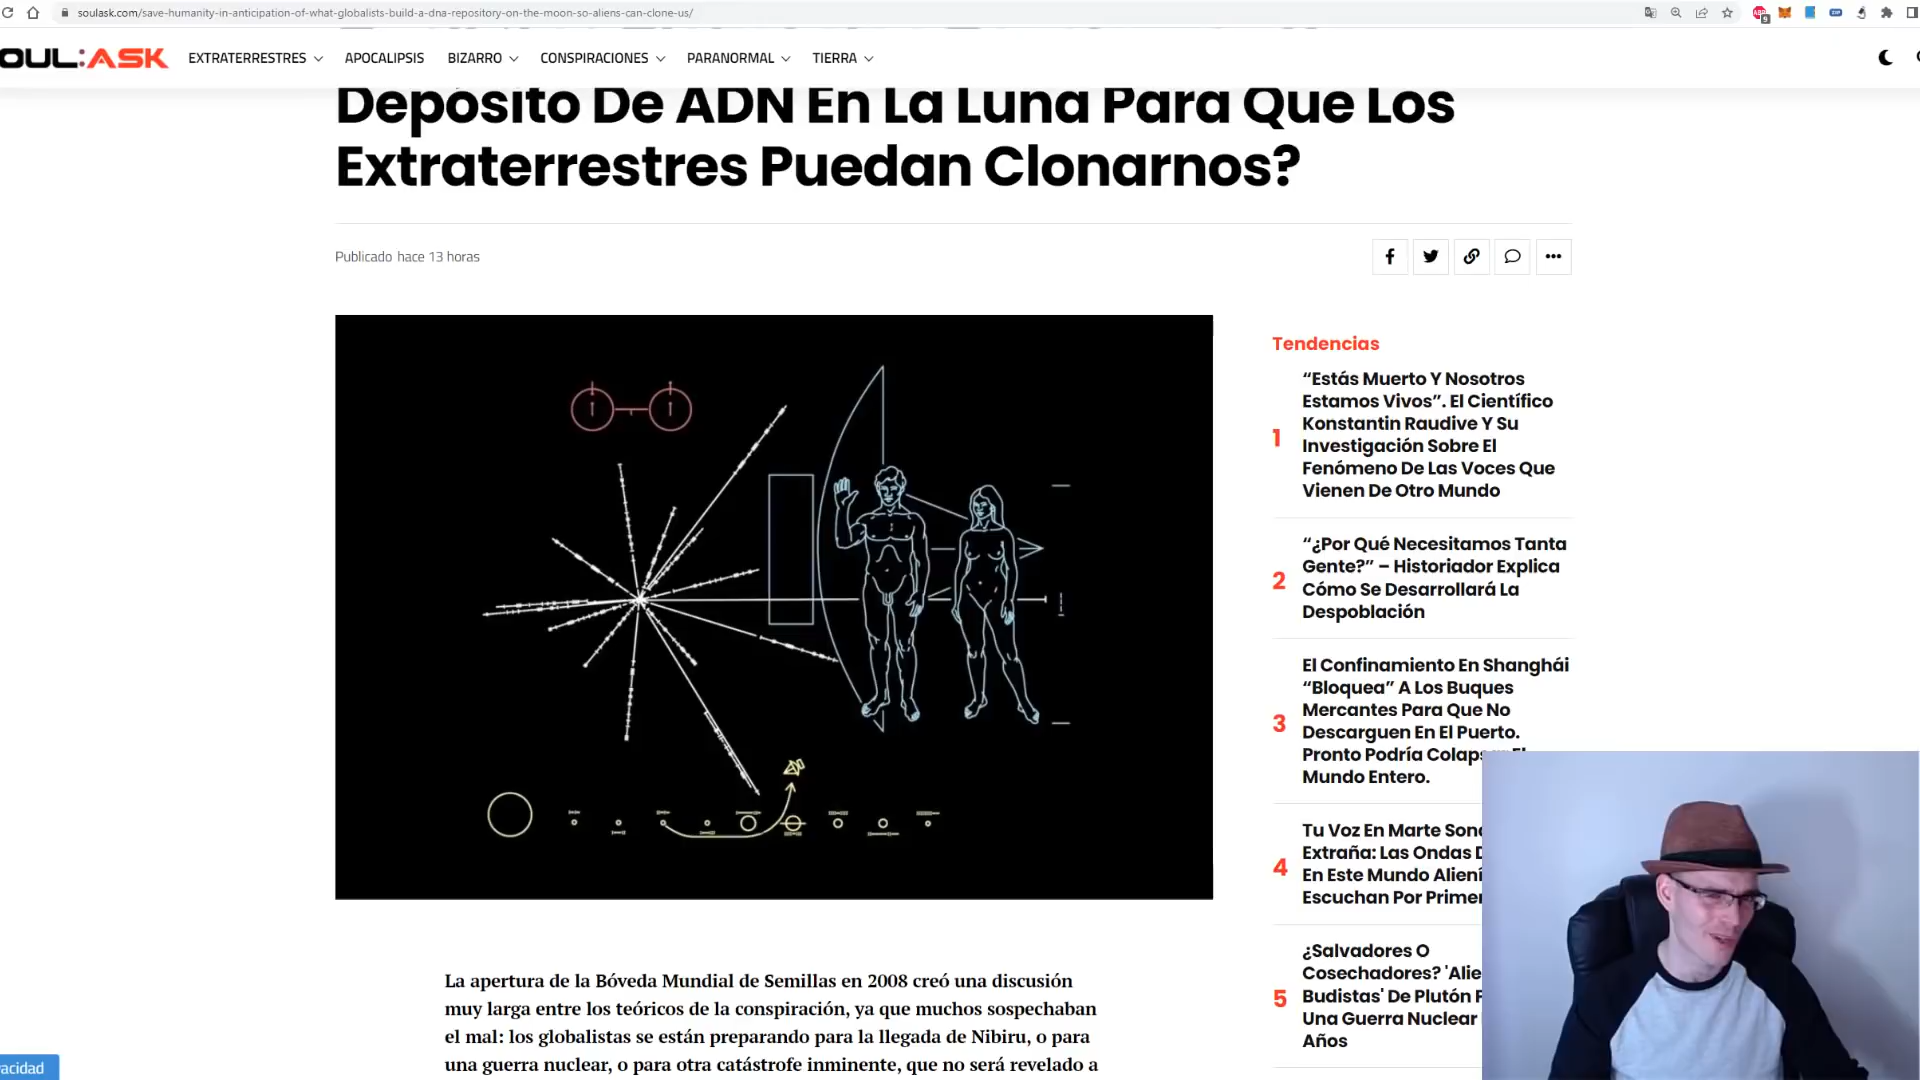 soulask.com/save-humanity-in-anticipation-of-what-globalists-build-a-dna-repository-on-the-moon-so-aliens-can-clone-us/
OUL:ASK
EXTRATERRESTRES
APOCALIPSIS
BIZARRO
CONSPIRACIONES
PARANORMAL
TIERRA
Depósito De ADN En La Luna Para Que Los
Extraterrestres Puedan Clonarnos?
Publicado hace 13 horas
Tendencias
1
“Estás Muerto Y Nosotros
Estamos Vivos”. El Científico
Konstantin Raudive Y Su
Investigación Sobre El
Fenómeno De Las Voces Que
Vienen De Otro Mundo
2
“¿Por Qué Necesitamos Tanta
Gente?” – Historiador Explica
Cómo Se Desarrollará La
Despoblación
3
El Confinamiento En Shanghái
“Bloquea” A Los Buques
Mercantes Para Que No
Descarguen En El Puerto.
Pronto Podría Colaps
Mundo Entero.
4
Tu Voz En Marte Son
Extraña: Las Ondas
En Este Mundo Alien
Escuchan Por Prime
5
¿Salvadores O
Cosechadores? 'Alie
Budistas' De Plutón
Una Guerra Nuclear
Años
La apertura de la Bóveda Mundial de Semillas en 2008 creó una discusión
muy larga entre los teóricos de la conspiración, ya que muchos sospechaban
el mal: los globalistas se están preparando para la llegada de Nibiru, o para
una guerra nuclear, o para otra catástrofe inminente, que no será revelado a
acidad